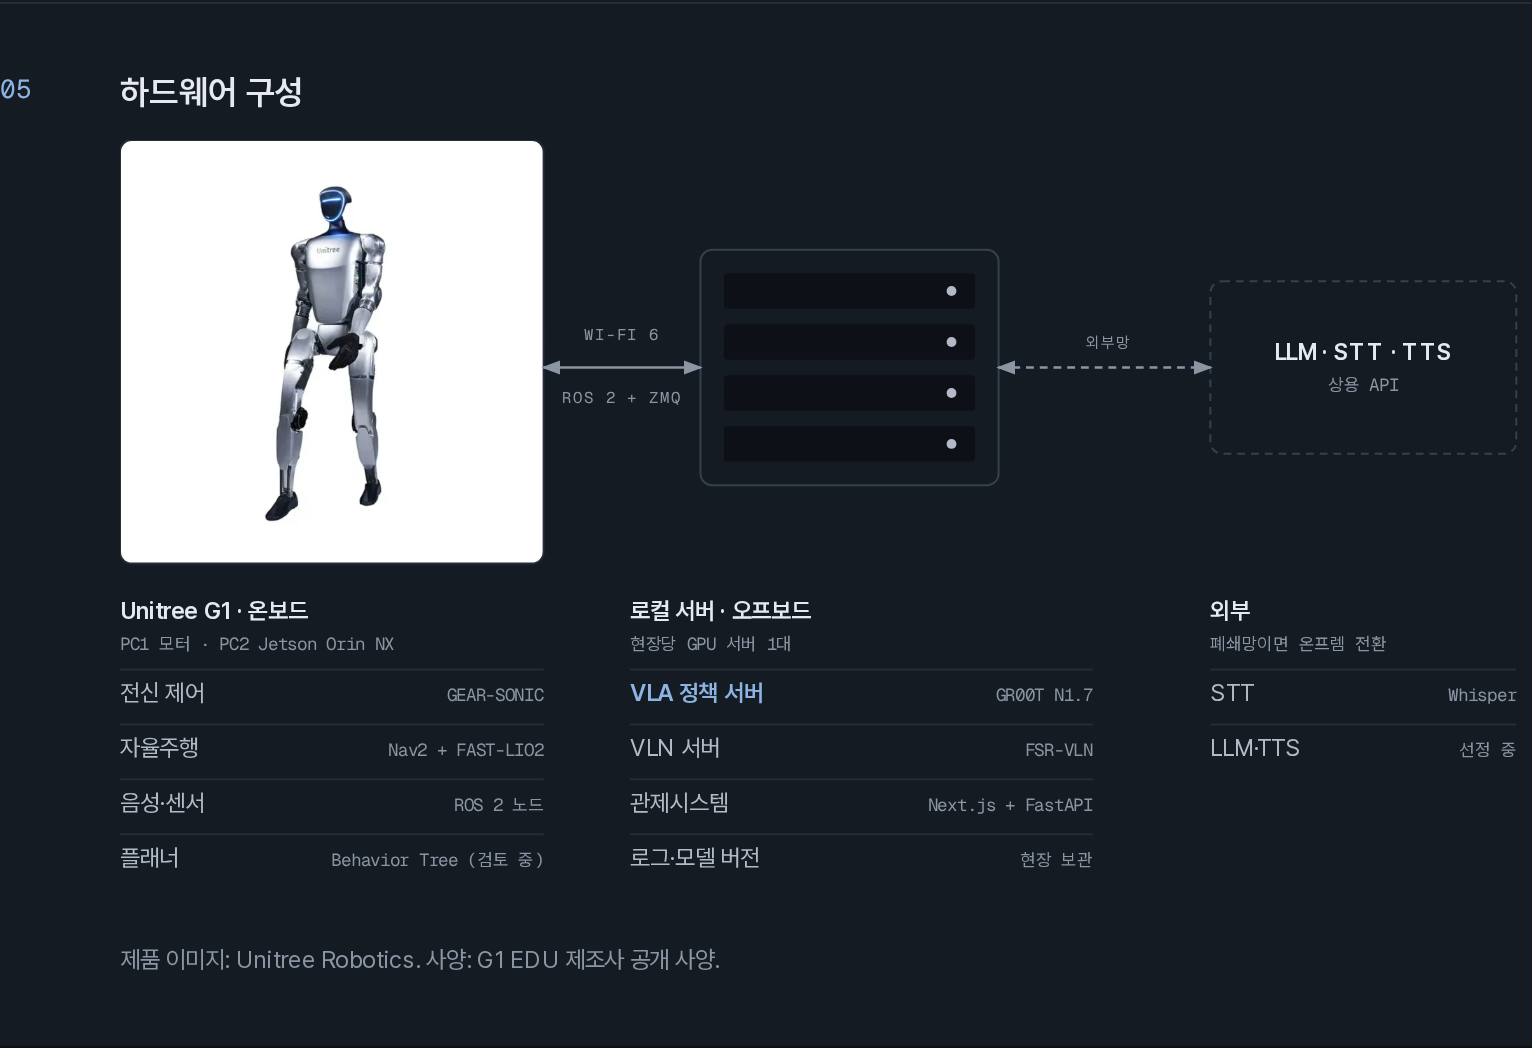 05
하드웨어 구성
Unitree
WI-FI 6
ROS 2 + ZMQ
외부망
LLM · STT · TTS
상용 API
Unitree G1 · 온보드
PC1 모터 · PC2 Jetson Orin NX
전신 제어 GEAR-SONIC
자율주행 Nav2 + FAST-LIO2
음성·센서 ROS 2 노드
플래너 Behavior Tree (검토 중)
로컬 서버 · 오프보드
현장당 GPU 서버 1대
VLA 정책 서버 GR00T N1.7
VLN 서버 FSR-VLN
관제시스템 Next.js + FastAPI
로그·모델 버전 현장 보관
외부
폐쇄망이면 온프렘 전환
STT Whisper
LLM·TTS 선정 중
제품 이미지: Unitree Robotics. 사양: G1 EDU 제조사 공개 사양.